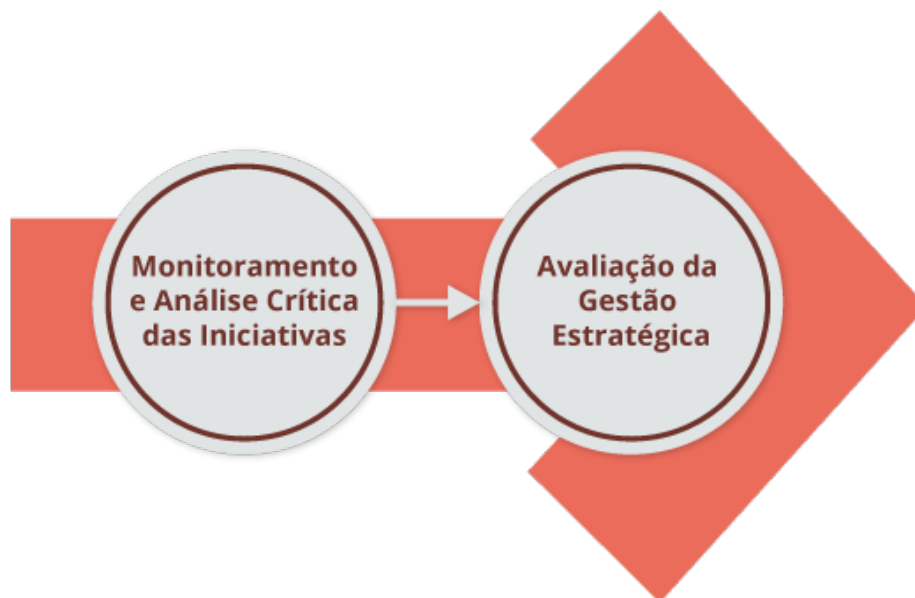 Monitoramento
e Análise Crítica
das Iniciativas
Avaliação da
Gestão
Estratégica